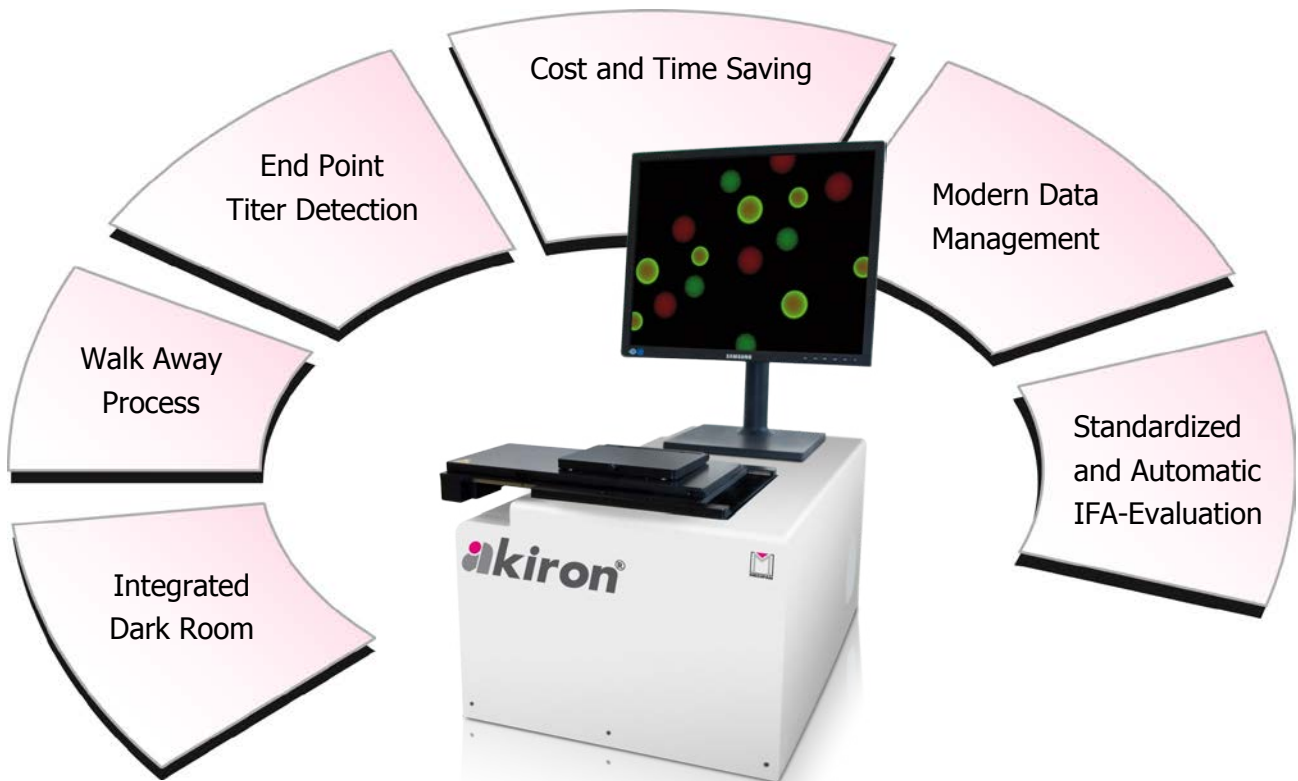 Cost and Time Saving
End Point
Titer Detection
Modern Data
Management
Walk Away
Process
Standardized
and Automatic
IFA-Evaluation
Integrated
Dark Room
SAMSUNG
akiron®